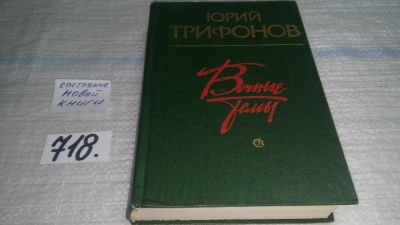 ЮРИЙ
ТРИФОНОВ
Вечные
темы
состояние
новой
книги
718.